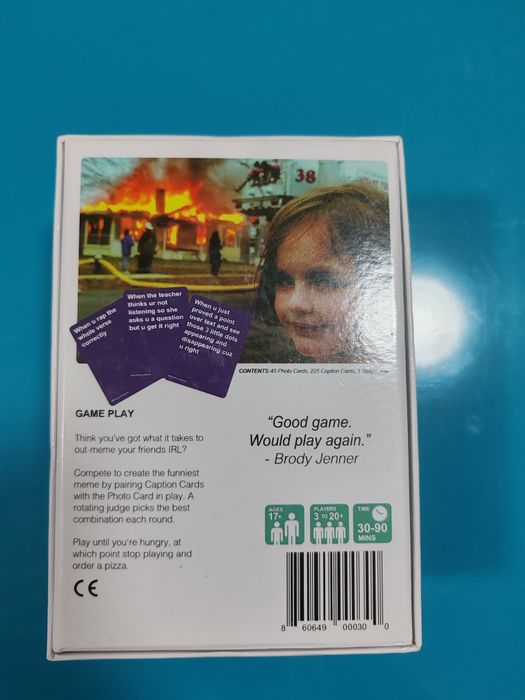 38
When u rap the
whole verse
correctly
When the teacher
thinks ur not
listening so she
asks u a question
but u get it right
When u just
proved a point
over text and see
those 3 little dots
appearing and
disappearing cuz
u right
CONTENTS: 45 Photo Cards, 225 Caption Cards, 1
GAME PLAY
Think you've got what it takes to
out-meme your friends IRL?
Compete to create the funniest
meme by pairing Caption Cards
with the Photo Card in play. A
rotating judge picks the best
combination each round.
Play until you're hungry, at
which point stop playing and
order a pizza.
CE
"Good game.
Would play again."
- Brody Jenner
AGES
17+
PLAYERS
3 TO 20+
TIME
30-90
MINS
8 60649 00030 0